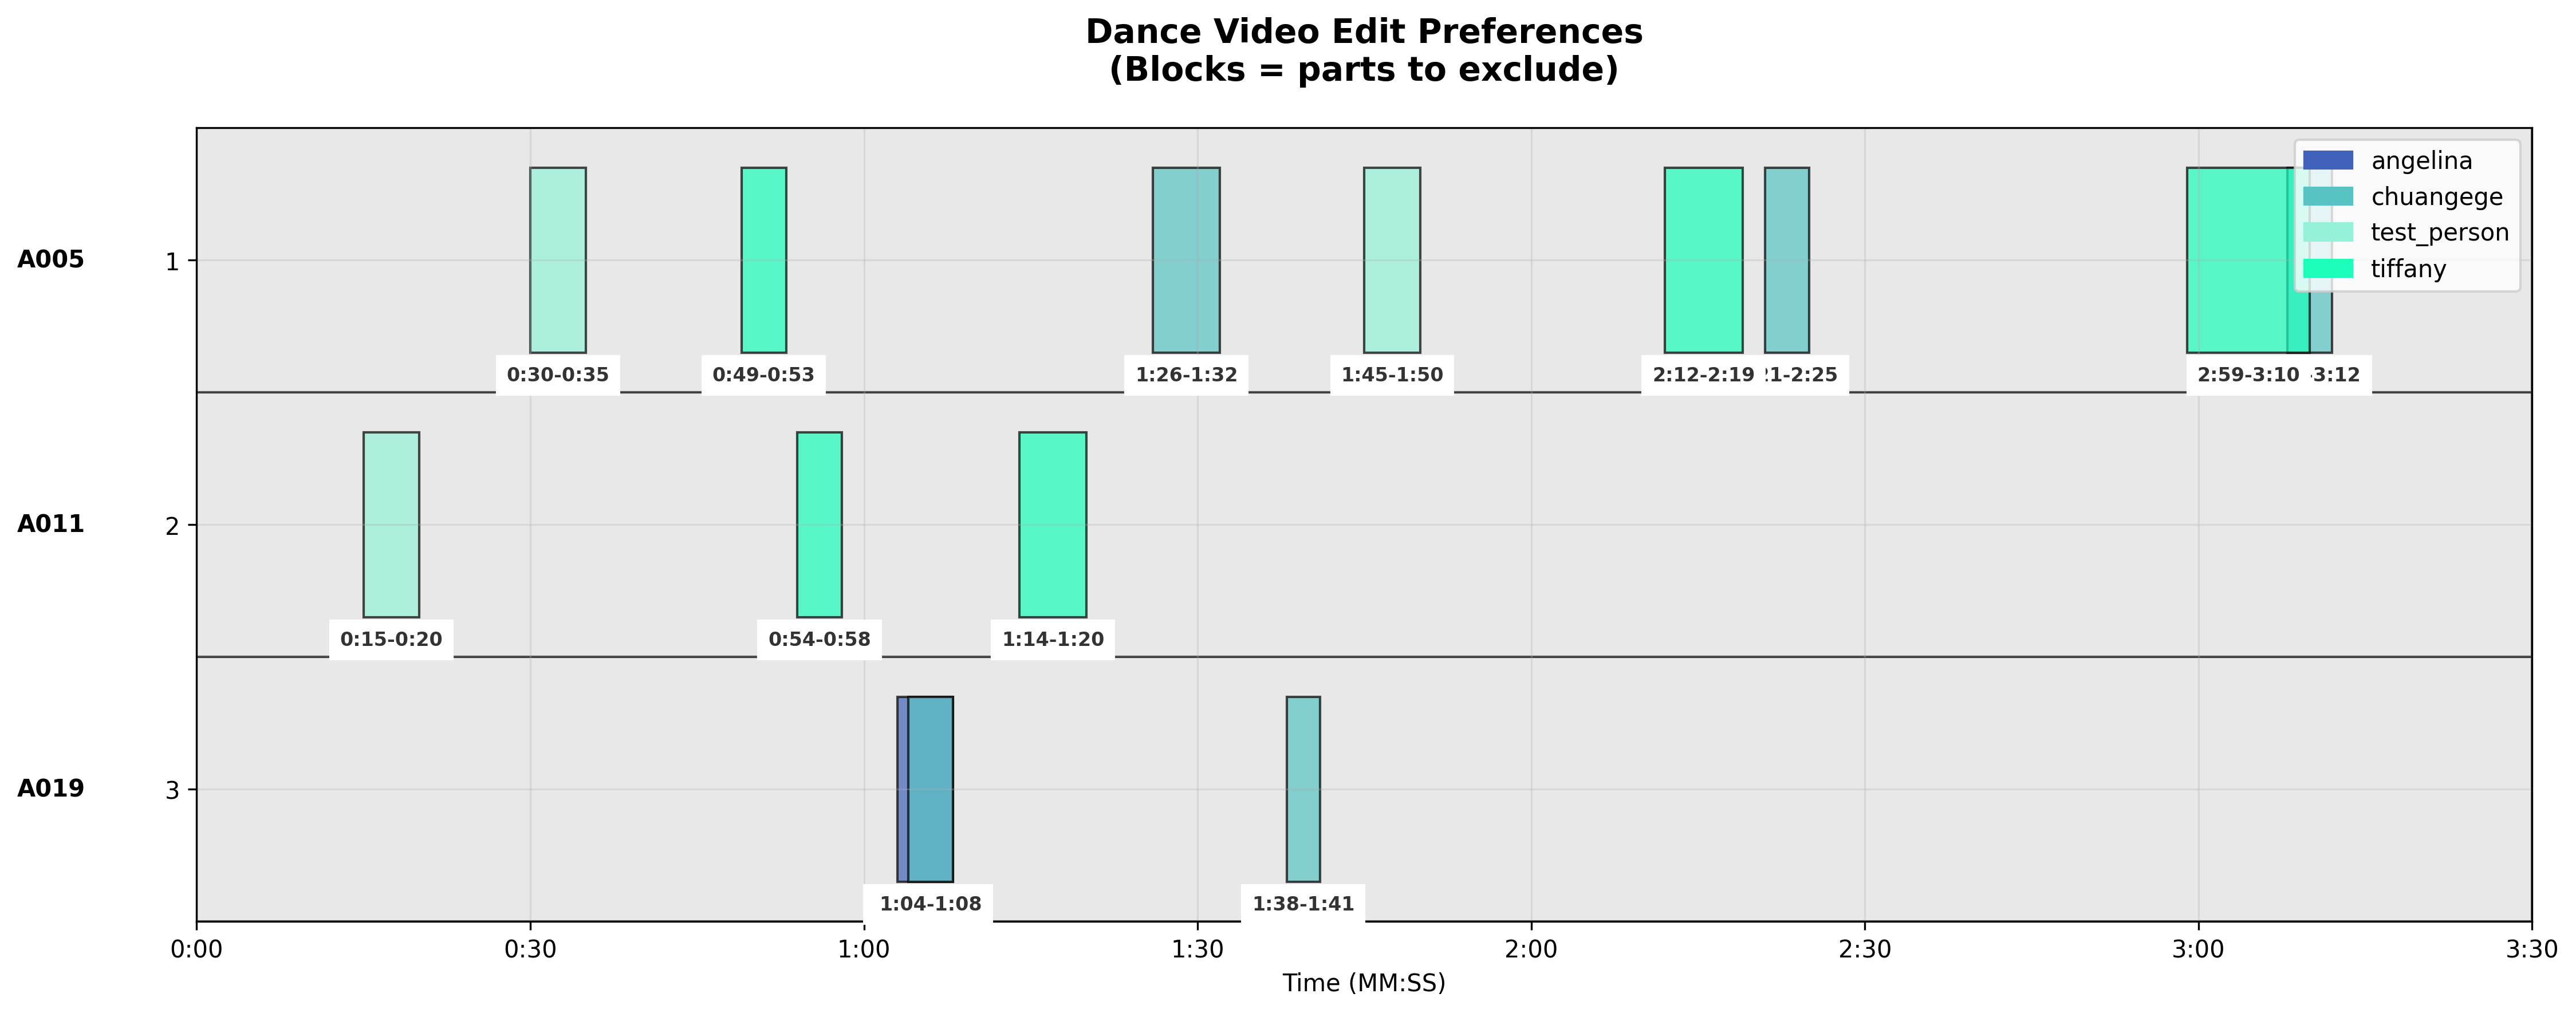 Dance Video Edit Preferences
(Blocks = parts to exclude)
angelina
chuangege
test_person
tiffany
A005
1
0:30-0:35
0:49-0:53
1:26-1:32
1:45-1:50
2:12-2:19
1-2:25
2:59-3:10
-3:12
A011
2
0:15-0:20
0:54-0:58
1:14-1:20
A019
3
1:04-1:08
1:38-1:41
0:00
0:30
1:00
1:30
2:00
2:30
3:00
3:30
Time (MM:SS)